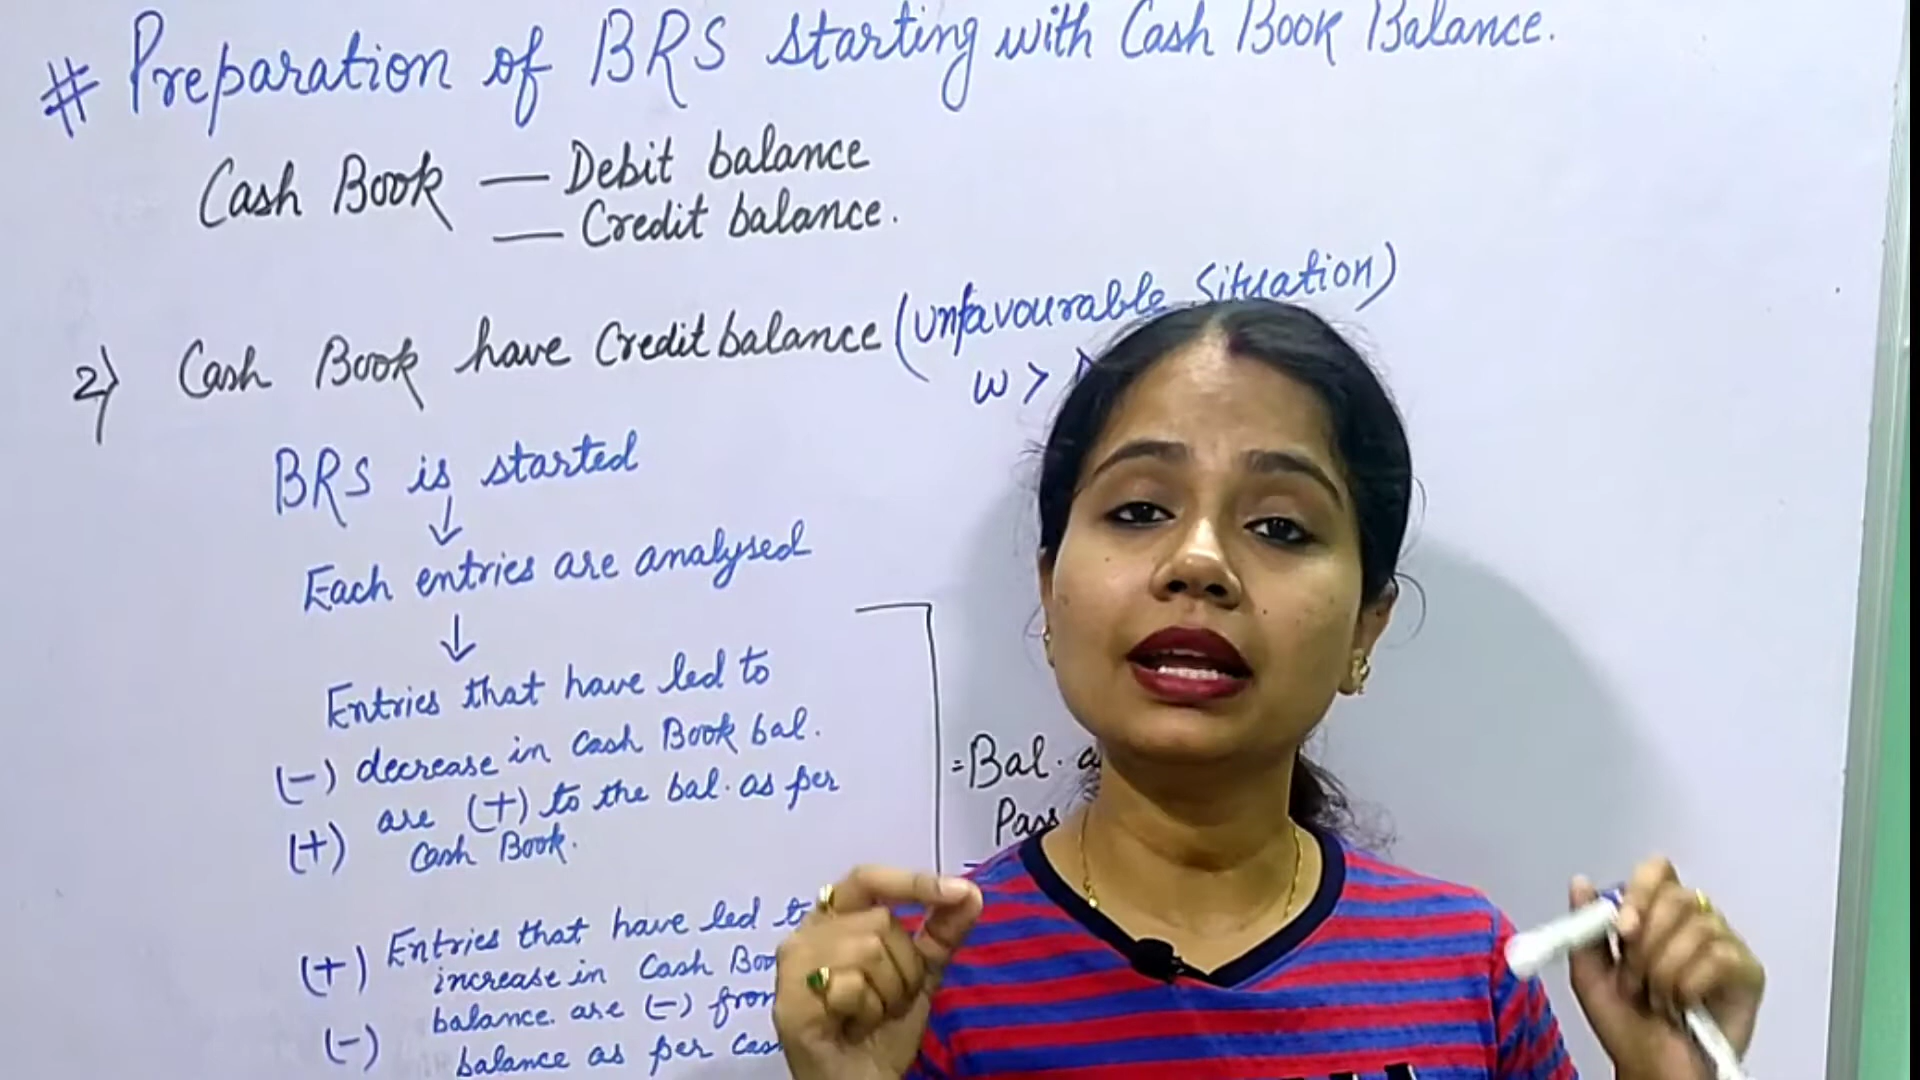 # Preparation of BRS starting with Cash Book Balance.
Cash Book — Debit balance
— Credit balance.
2) Cash Book have Credit balance (Unfavourable Situation)
w >
BRS is started
↓
Each entries are analysed
↓
Entries that have led to
(-) decrease in Cash Book bal.
(+) are (+) to the bal. as per
Cash Book.
= Bal.
Pass
(+) Entries that have led
increase in Cash
balance are (-) from
(-) balance as per